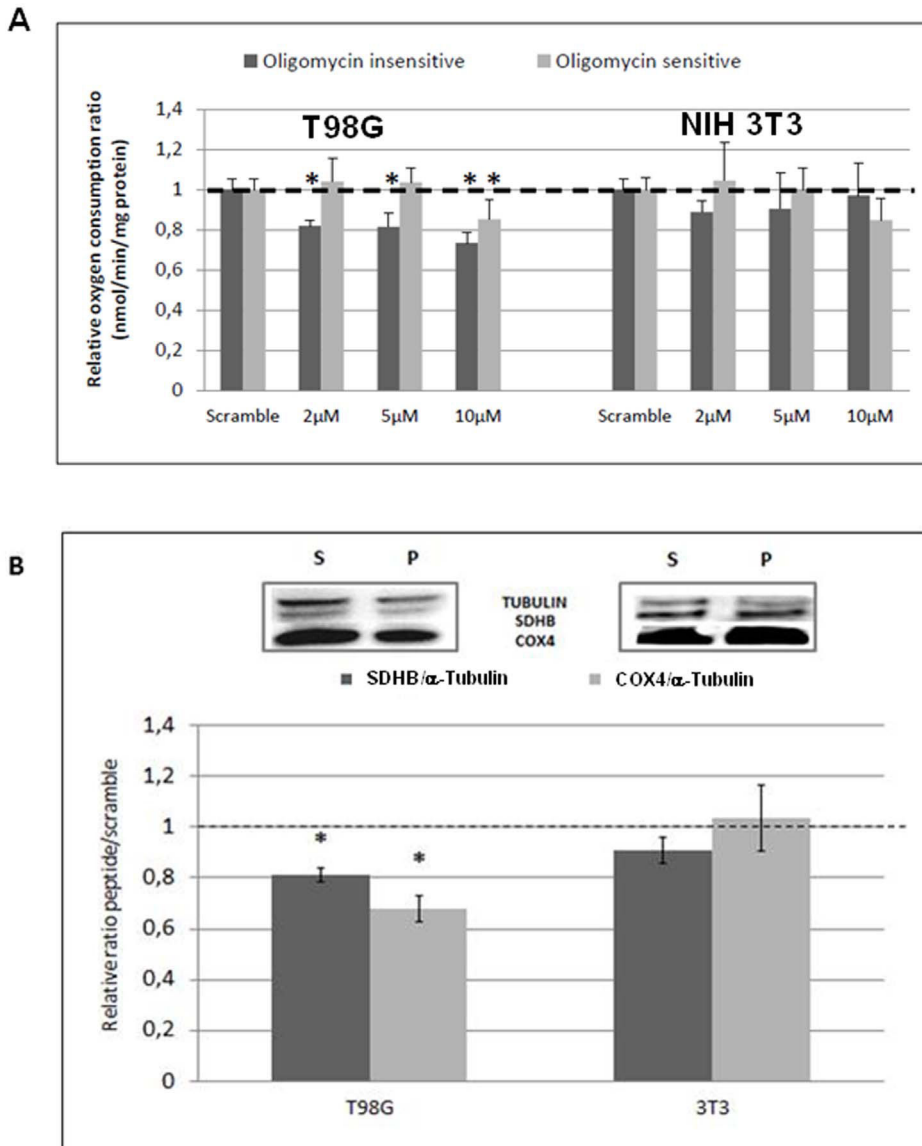 A
Oligomycin insensitive Oligomycin sensitive
T98G NIH 3T3
Relative oxygen consumption ratio
(nmol/min/mg protein)
1,4
1,2
1
0,8
0,6
0,4
0,2
0
* * * *
Scramble 2µM 5µM 10µM Scramble 2µM 5µM 10µM
B
S P S P
TUBULIN
SDHB
COX4
SDHB/α-Tubulin COX4/α-Tubulin
Relative ratio peptide/scramble
1,4
1,2
1
0,8
0,6
0,4
0,2
0
* *
T98G 3T3